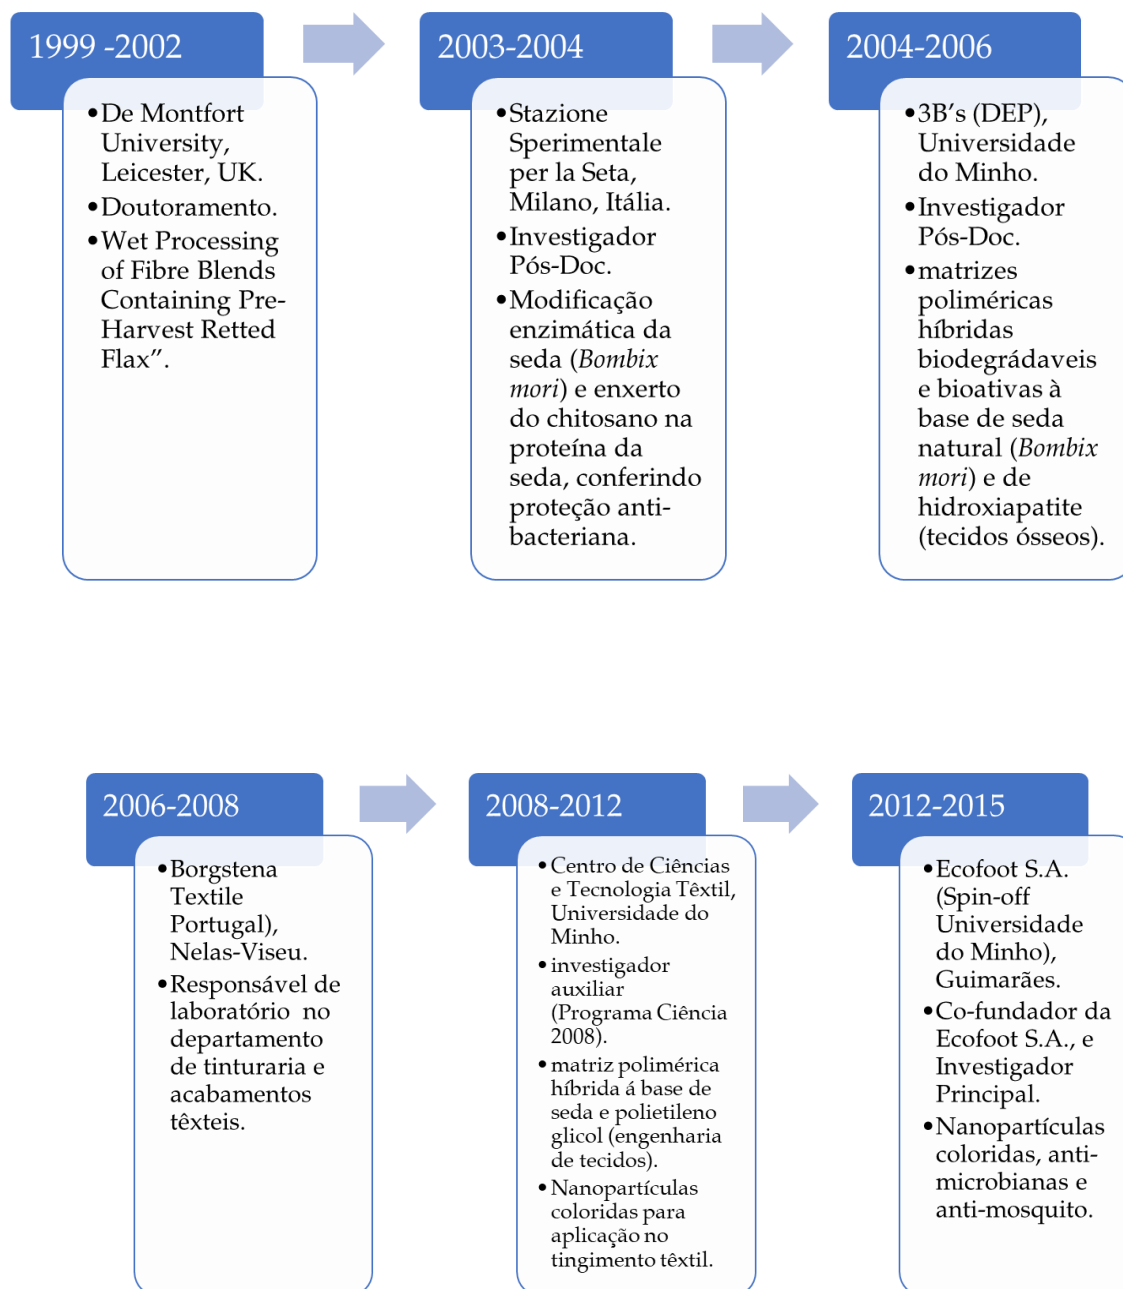 1999 -2002
•De Montfort
University,
Leicester, UK.
•Doutoramento.
•Wet Processing
of Fibre Blends
Containing Pre-
Harvest Retted
Flax”.
2003-2004
•Stazione
Sperimentale
per la Seta,
Milano, Itália.
•Investigador
Pós-Doc.
•Modificação
enzimática da
seda (Bombix
mori) e enxerto
do chitosano na
proteína da
seda, conferindo
proteção anti-
bacteriana.
2004-2006
•3B’s (DEP),
Universidade
do Minho.
•Investigador
Pós-Doc.
•matrizes
poliméricas
híbridas
biodegrádaveis
e bioativas à
base de seda
natural (Bombix
mori) e de
hidroxiapatite
(tecidos ósseos).
2006-2008
•Borgstena
Textile
Portugal),
Nelas-Viseu.
•Responsável de
laboratório no
departamento
de tinturaria e
acabamentos
têxteis.
2008-2012
•Centro de Ciências
e Tecnologia Têxtil,
Universidade do
Minho.
•investigador
auxiliar
(Programa Ciência
2008).
•matriz polimérica
híbrida á base de
seda e polietileno
glicol (engenharia
de tecidos).
•Nanopartículas
coloridas para
aplicação no
tingimento têxtil.
2012-2015
•Ecofoot S.A.
(Spin-off
Universidade
do Minho),
Guimarães.
•Co-fundador da
Ecofoot S.A., e
Investigador
Principal.
•Nanopartículas
coloridas, anti-
microbianas e
anti-mosquito.